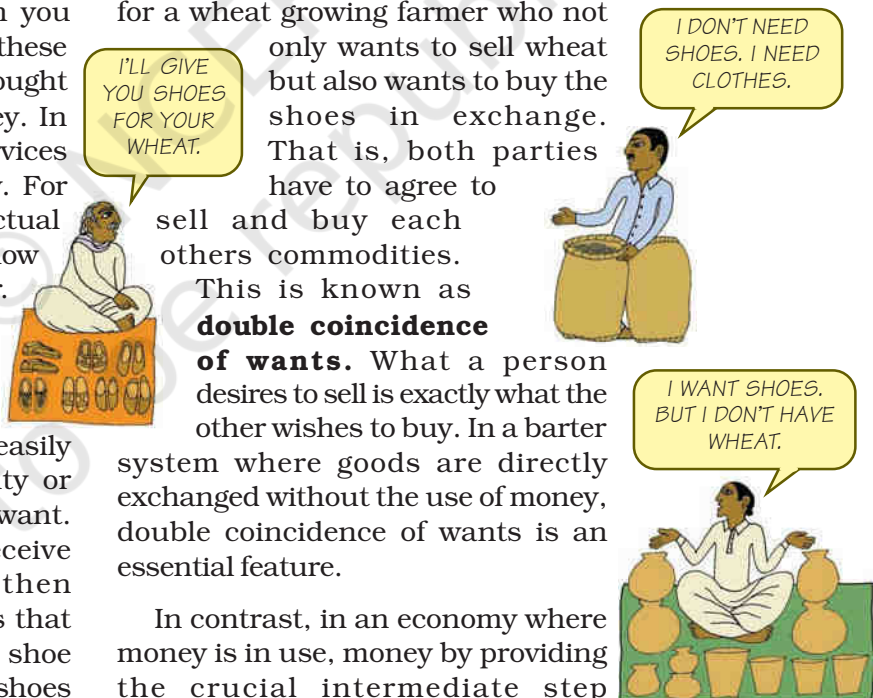 n you
these
ought
ey. In
vices
y. For
ctual
ow
r.
easily
ty or
want.
eceive
then
s that
shoe
shoes
I'LL GIVE
YOU SHOES
FOR YOUR
WHEAT.
for a wheat growing farmer who not
only wants to sell wheat
but also wants to buy the
shoes in exchange.
That is, both parties
have to agree to
sell and buy each
others commodities.
This is known as
double coincidence
of wants. What a person
desires to sell is exactly what the
other wishes to buy. In a barter
system where goods are directly
exchanged without the use of money,
double coincidence of wants is an
essential feature.
In contrast, in an economy where
money is in use, money by providing
the crucial intermediate step
I DON'T NEED
SHOES. I NEED
CLOTHES.
I WANT SHOES.
BUT I DON'T HAVE
WHEAT.
© NCE
to be republi